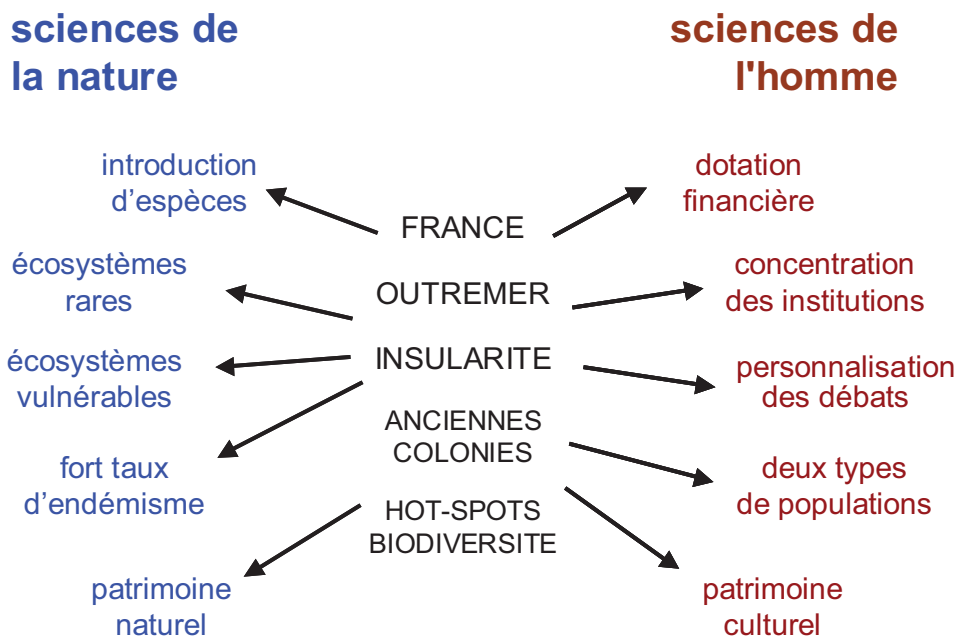 sciences de
la nature
sciences de
l'homme
introduction
d’espèces
écosystèmes
rares
écosystèmes
vulnérables
fort taux
d’endémisme
patrimoine
naturel
FRANCE
OUTREMER
INSULARITE
ANCIENNES
COLONIES
HOT-SPOTS
BIODIVERSITE
dotation
financière
concentration
des institutions
personnalisation
des débats
deux types
de populations
patrimoine
culturel